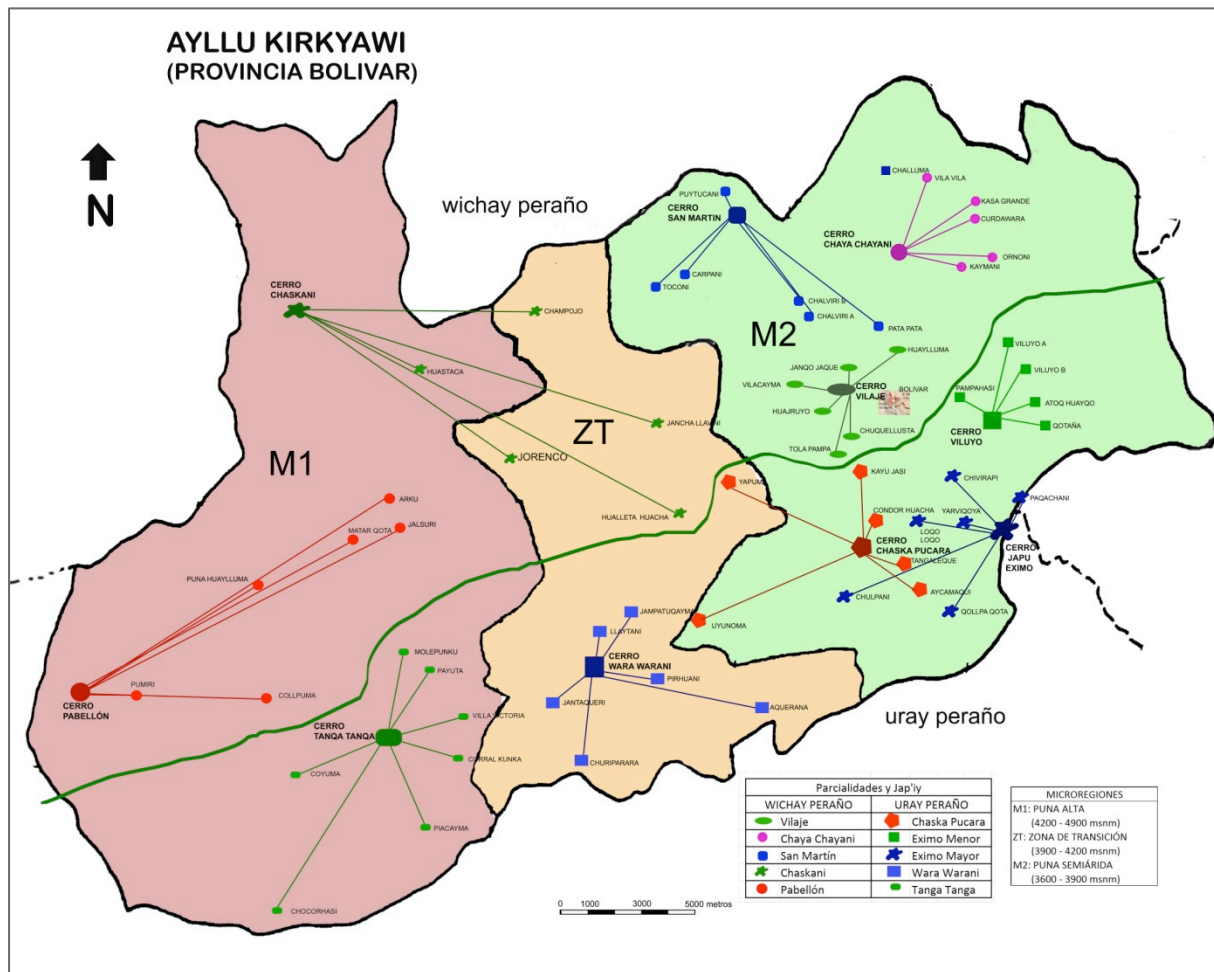 AYLLU KIRKYAWI
(PROVINCIA BOLIVAR)
N
wichay peraño
CHALLUMA
VILA VILA
PUYTUCANI
CERRO
SAN MARTIN
KASA GRANDE
CURDAWARA
CERRO
CHAYA CHAYANI
ORNONI
KAYMANI
CARPANI
TOCONI
CERRO
CHASKANI
CHALVIRI B
CHAMPOJO
CHALVIRI A
PATA PATA
M2
HUAYLLUMA
VILUYO A
JANQO JAQUE
HUASTACA
VILUYO B
VILACAYMA
CERRO
VILAJE
BOLIVAR
PAMPAHASI
ATOQ HUAYQO
HUAJRUYO
JANCHA LLAVINI
CERRO
VILUYO
QOTAÑA
ZT
CHUQUELLUSTA
TOLA PAMPA
M1
JORENCO
KAYU JASI
YAPUMA
CHIVIRAPI
ARKU
PAQACHANI
CONDOR HUACHA
YARVIQOYA
HUALLETA HUACHA
JALSURI
MATAR QOTA
LOQO
LOQO
CERRO
CHASKA PUCARA
CERRO
JAPU
EXIMO
TANGALEQUE
PUNA HUAYLLUMA
AYCAMAQUI
CHULPANI
QOLLPA QOTA
JAMPATUQAYMA
UYUNOMA
LLAYTANI
MOLEPUNKU
CERRO
WARA WARANI
PAYUTA
PIRHUANI
PUMIRI
COLLPUMA
CERRO
PABELLÓN
JANTAQUERI
AQUERANA
VILLA VICTORIA
uray peraño
CERRO
TANQA TANQA
CORRAL KUNKA
CHURIPARARA
COYUMA
PIACAYMA
CHOCORHASI
Parcialidades y Jap'iy
WICHAY PERAÑO URAY PERAÑO
Vilaje Chaska Pucara
Chaya Chayani Eximo Menor
San Martín Eximo Mayor
Chaskani Wara Warani
Pabellón Tanga Tanga
MICROREGIONES
M1: PUNA ALTA
(4200 - 4900 msnm)
ZT: ZONA DE TRANSICIÓN
(3900 - 4200 msnm)
M2: PUNA SEMIÁRIDA
(3600 - 3900 msnm)
0 1000 2000 3000 4000 5000 metros